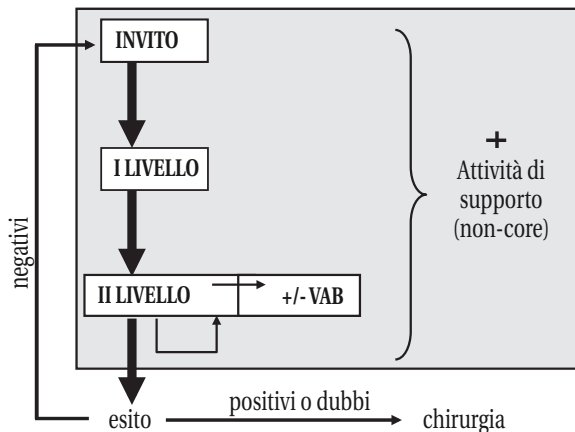 INVITO
I LIVELLO
II LIVELLO
+/- VAB
+
Attività di
supporto
(non-core)
negativi
esito
positivi o dubbi
chirurgia